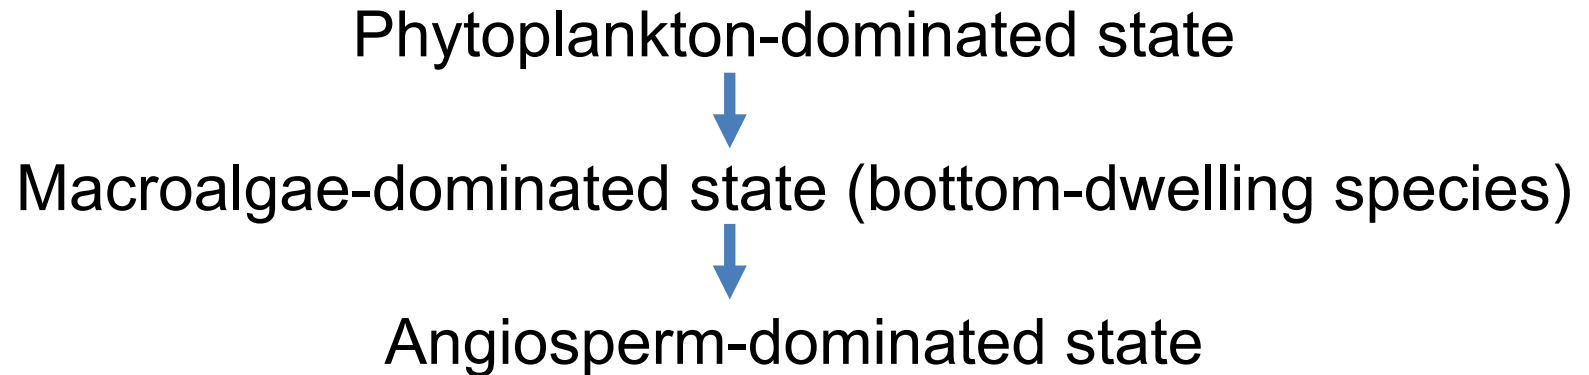 Phytoplankton-dominated state
Macroalgae-dominated state (bottom-dwelling species)
Angiosperm-dominated state